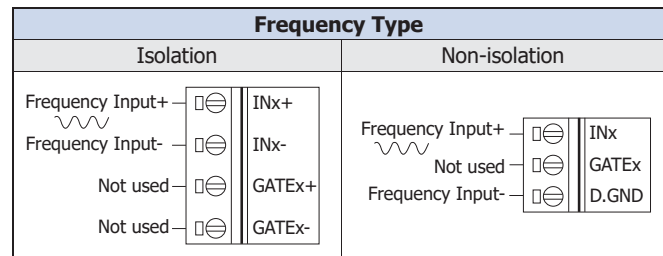 Frequency Type
Isolation
Non-isolation
Frequency Input+
INx+
Frequency Input-
INx-
Not used
GATEx+
Not used
GATEx-
Frequency Input+
INx
Not used
GATEx
Frequency Input-
D.GND